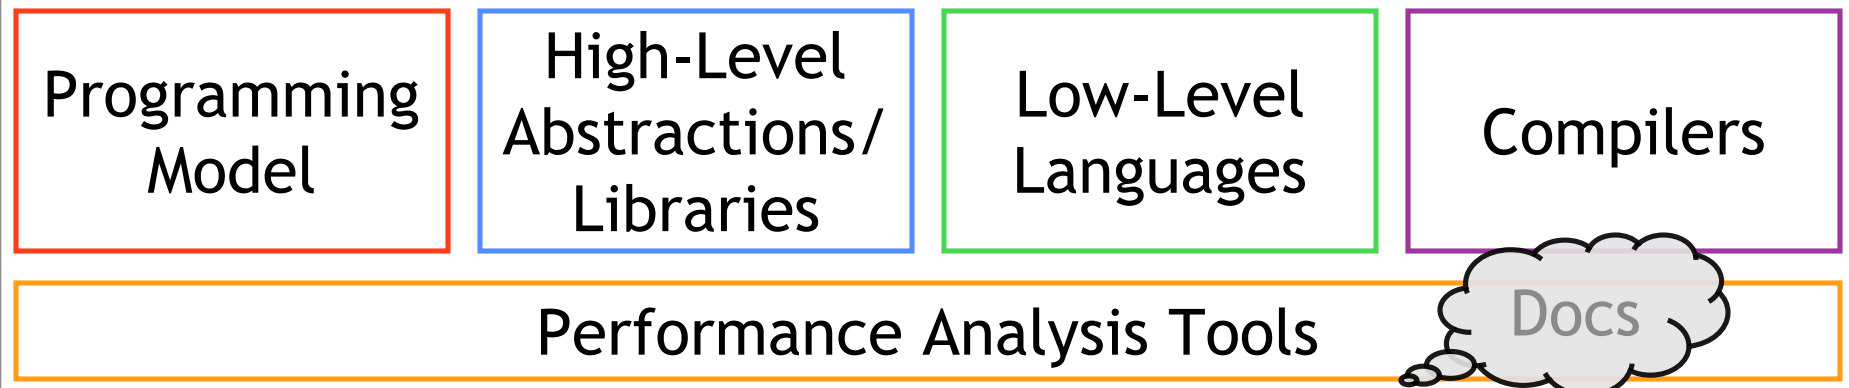 Programming
Model
High-Level
Abstractions/
Libraries
Low-Level
Languages
Compilers
Performance Analysis Tools
Docs